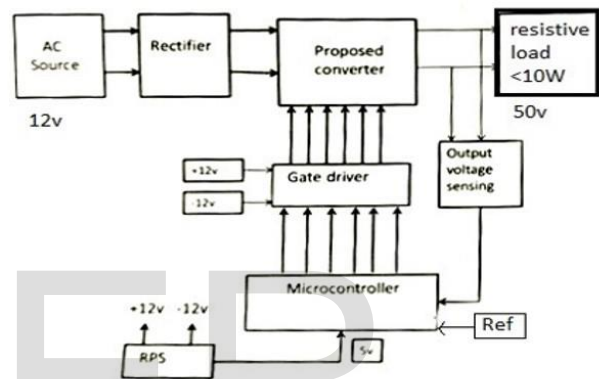 AC
Source
Rectifier
Proposed
converter
resistive
load
<10W
12v
50v
+12v
-12v
Gate driver
Output
voltage
sensing
Microcontroller
Ref
+12v -12v
RPS
5v